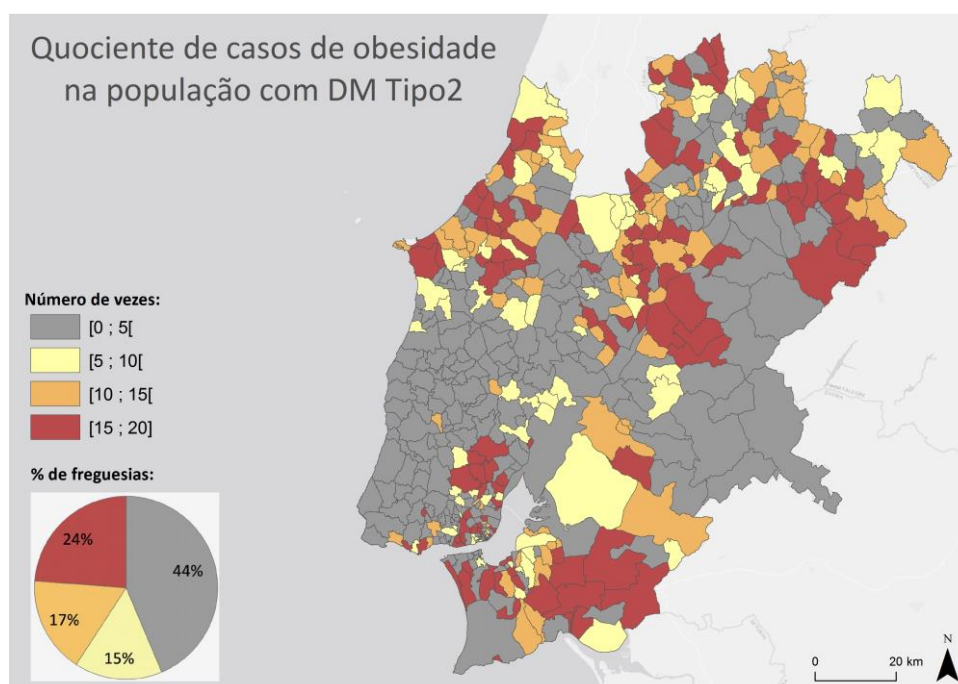 Quociente de casos de obesidade
na população com DM Tipo2
Número de vezes:
[0 ; 5[
[5 ; 10[
[10 ; 15[
[15 ; 20]
% de freguesias:
24%
44%
17%
15%
N
0 20 km